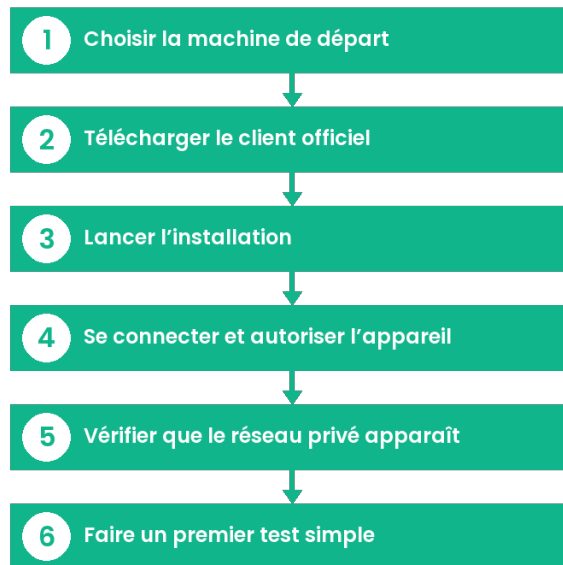 1 Choisir la machine de départ
2 Télécharger le client officiel
3 Lancer l’installation
4 Se connecter et autoriser l’appareil
5 Vérifier que le réseau privé apparaît
6 Faire un premier test simple